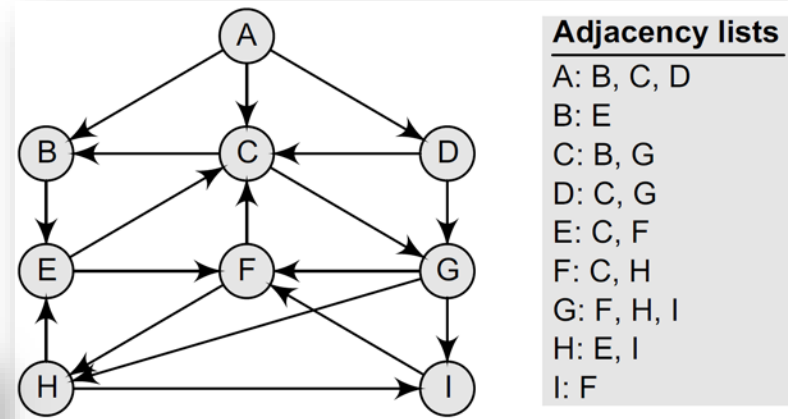 A
B
C
D
E
F
G
H
I
Adjacency lists
A: B, C, D
B: E
C: B, G
D: C, G
E: C, F
F: C, H
G: F, H, I
H: E, I
I: F